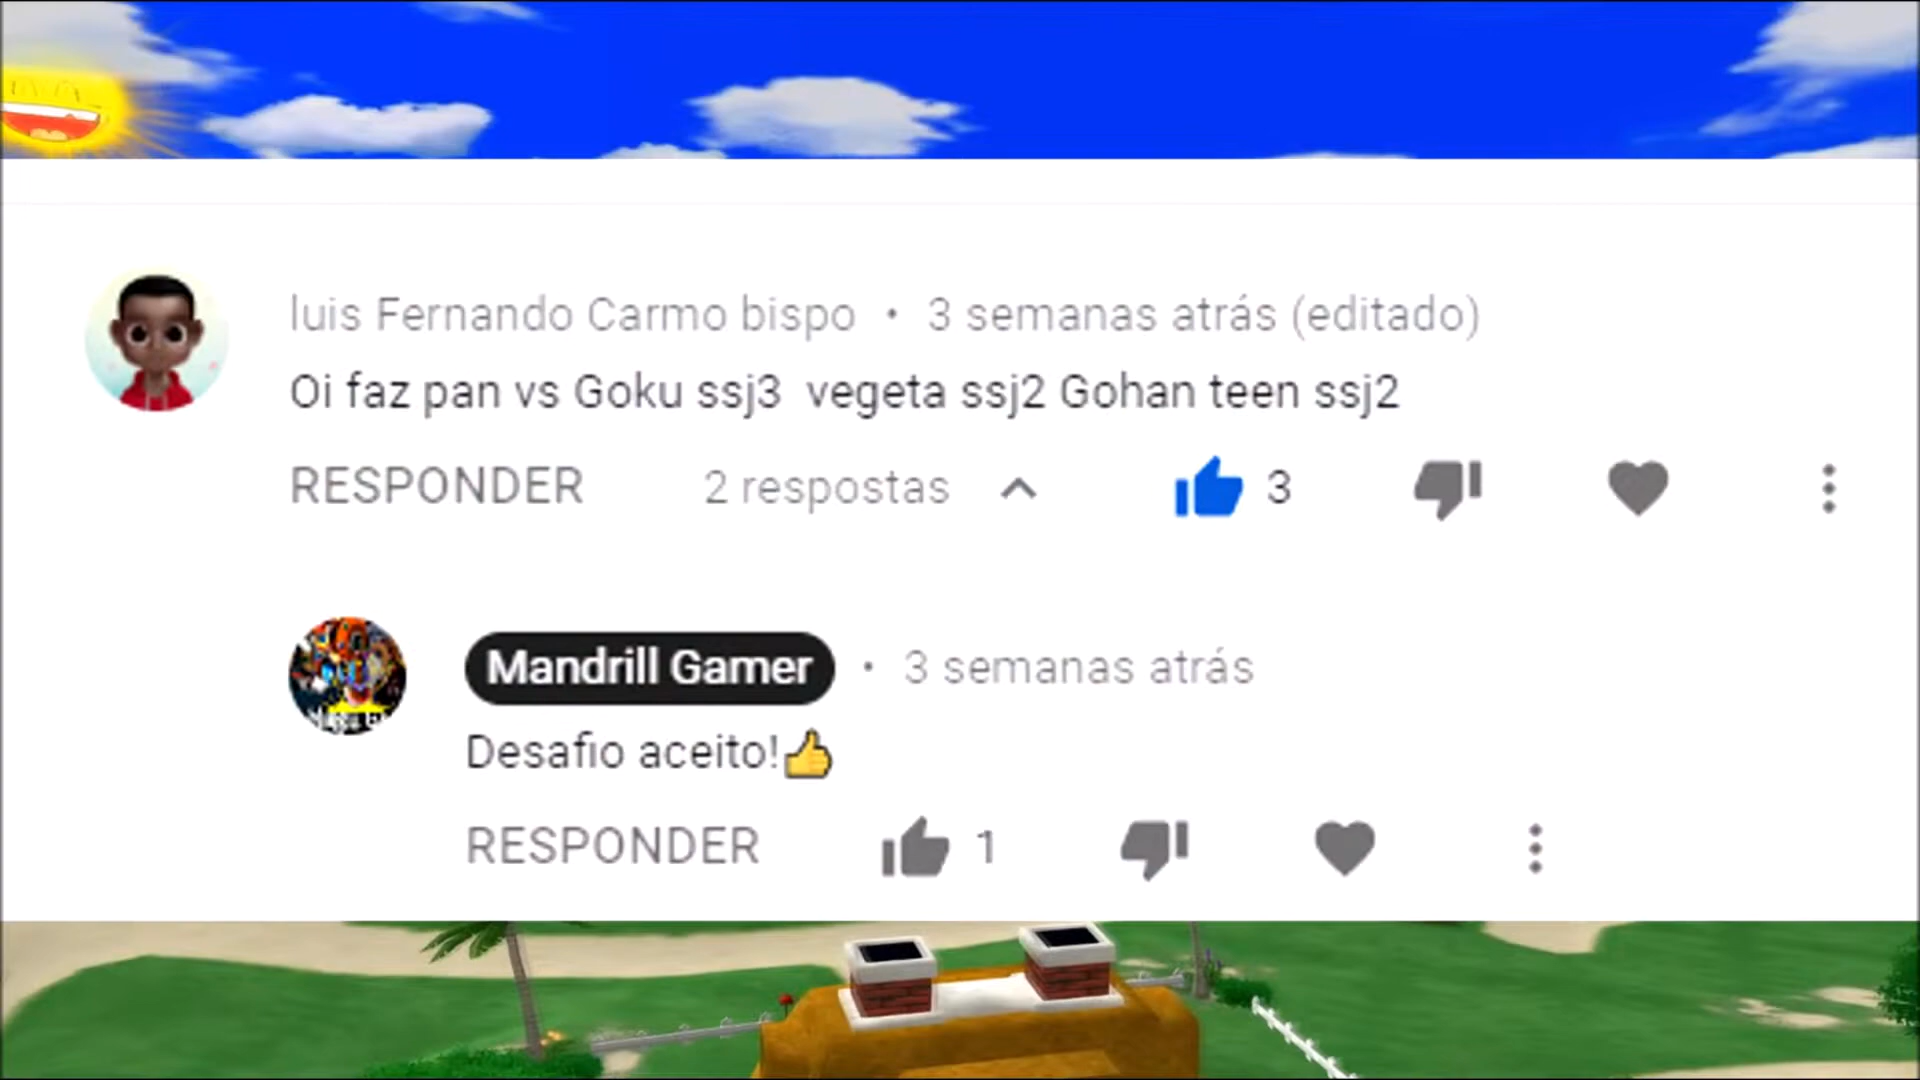 luis Fernando Carmo bispo • 3 semanas atrás (editado)
Oi faz pan vs Goku ssj3 vegeta ssj2 Gohan teen ssj2
RESPONDER 2 respostas 3
Mandrill Gamer • 3 semanas atrás
Desafio aceito!👍
RESPONDER 1